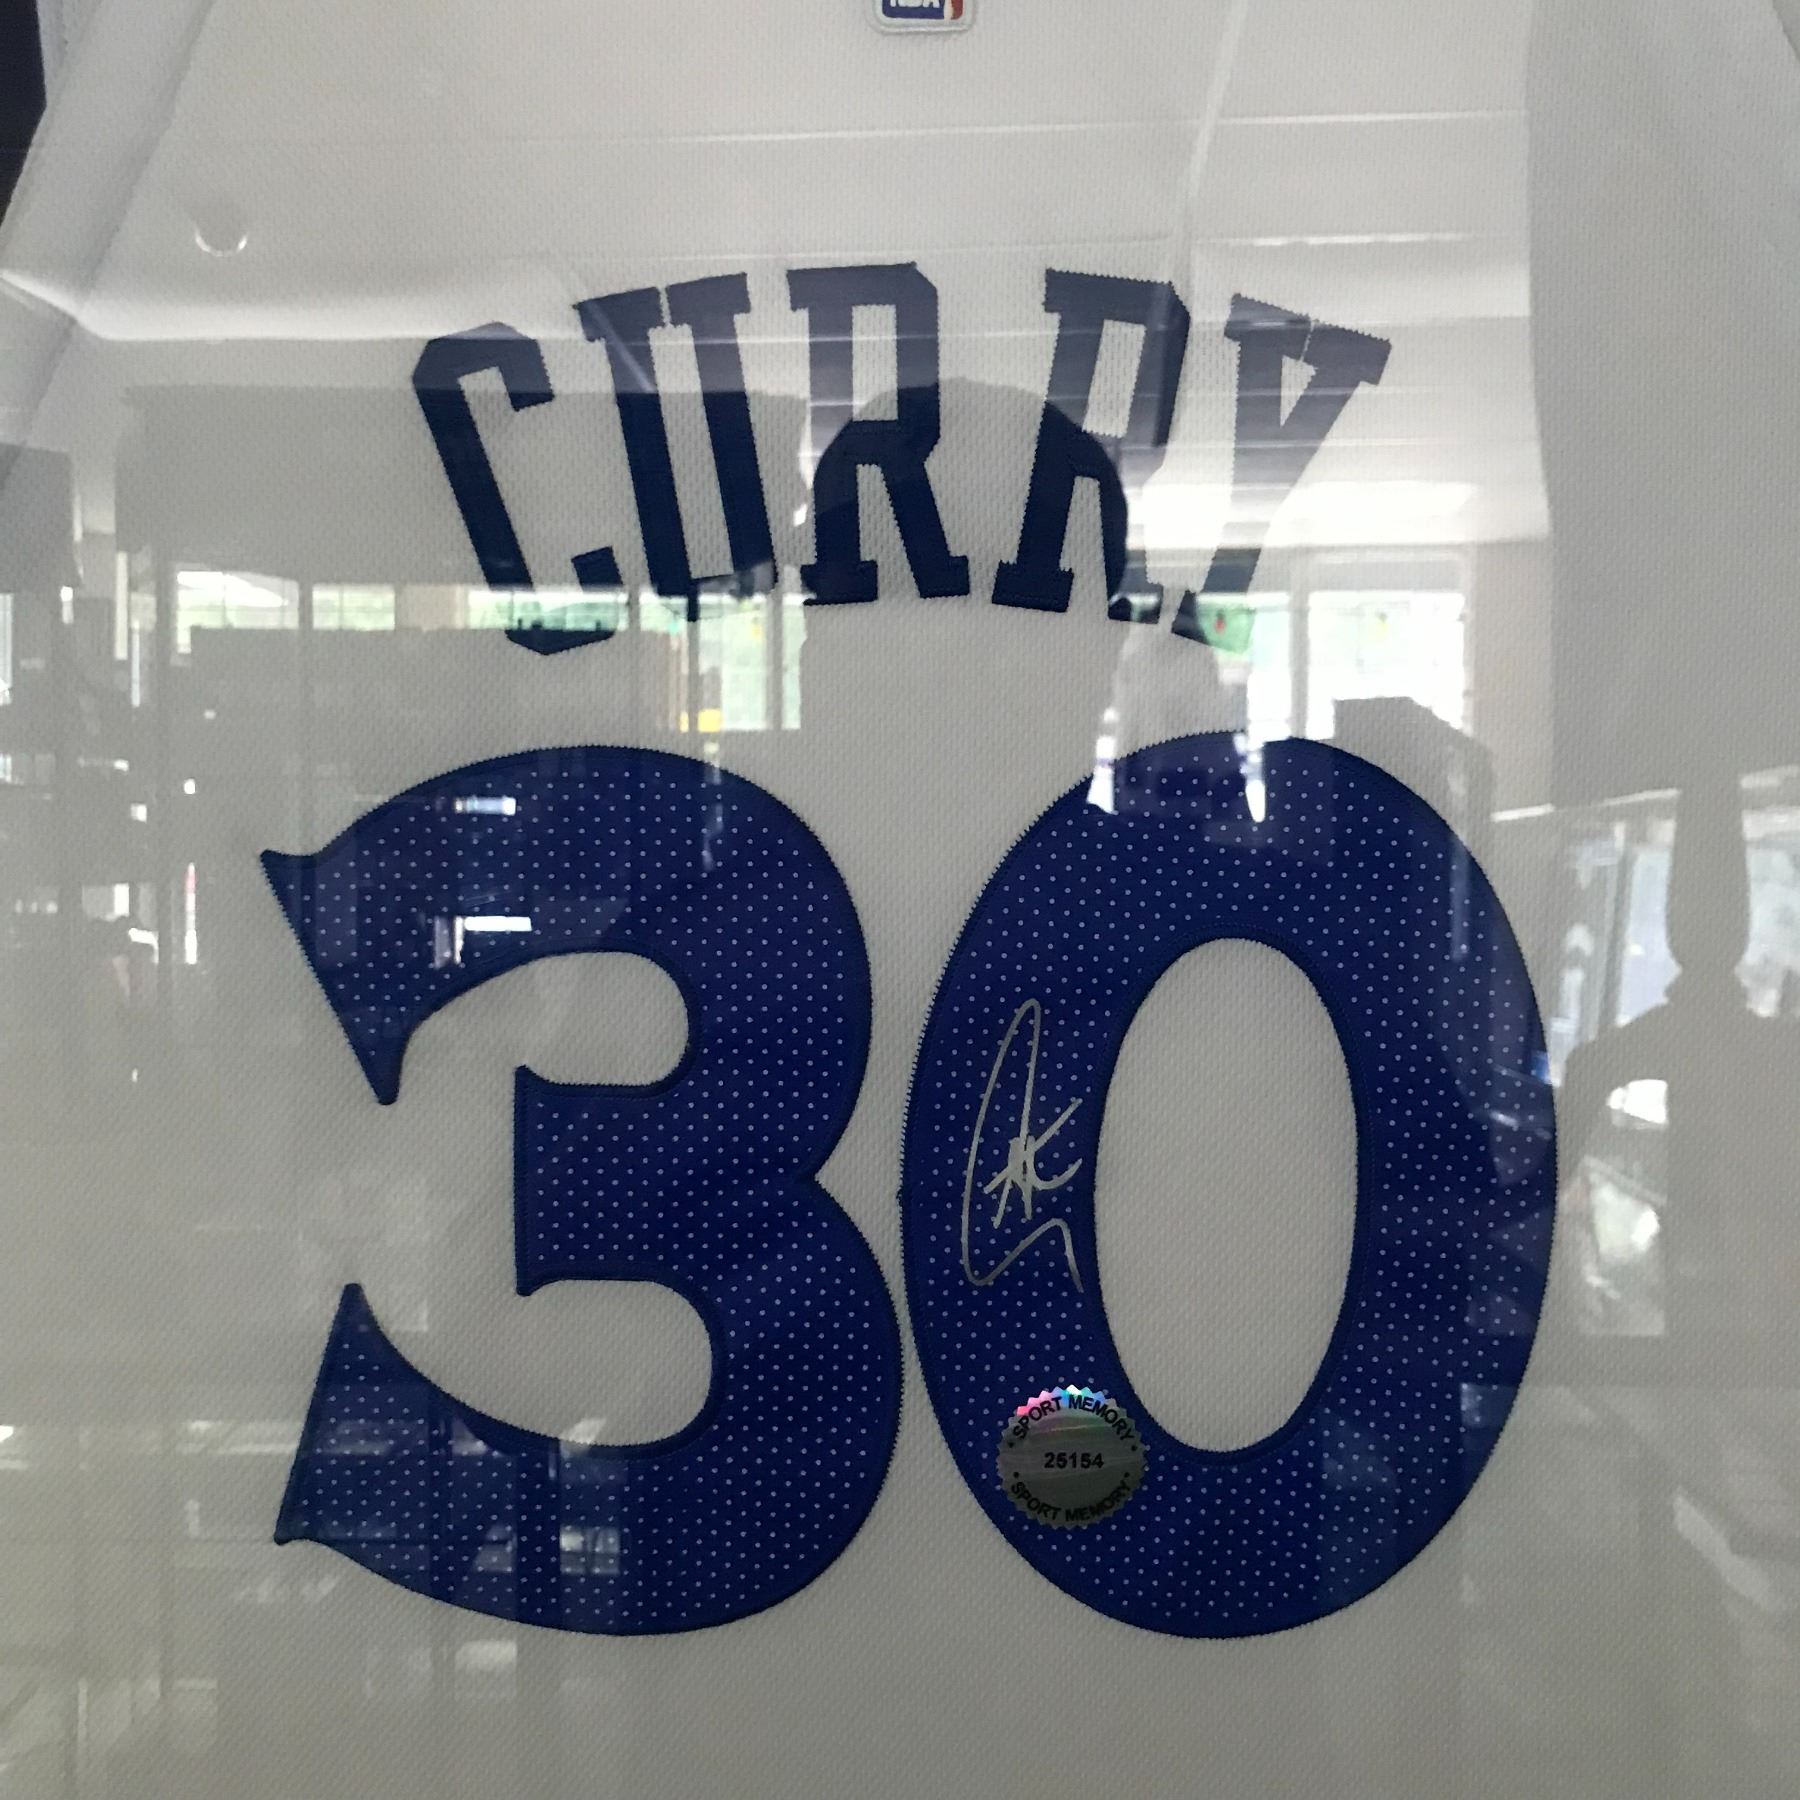 NBA
CURRY
30
SPORT MEMORY
25154
SPORT MEMORY